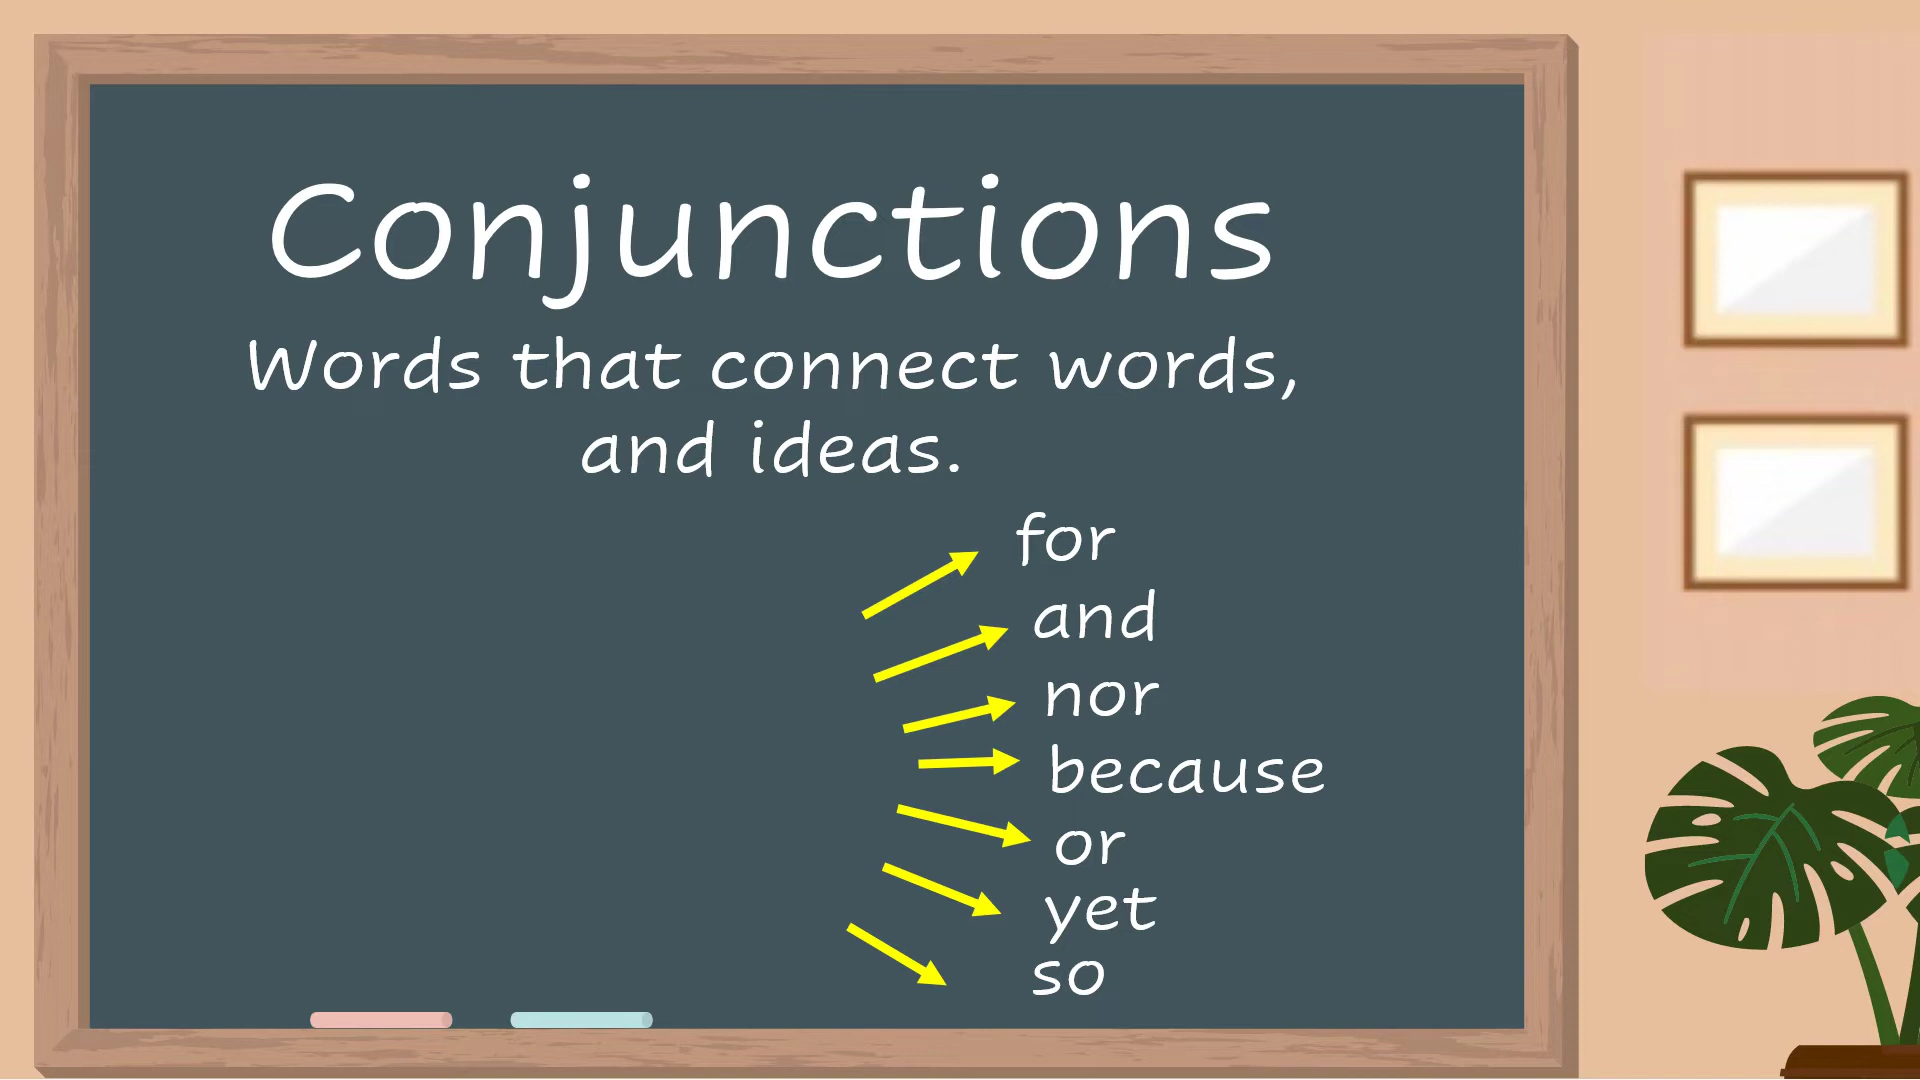 Conjunctions
Words that connect words,
and ideas.
for
and
nor
because
or
yet
so